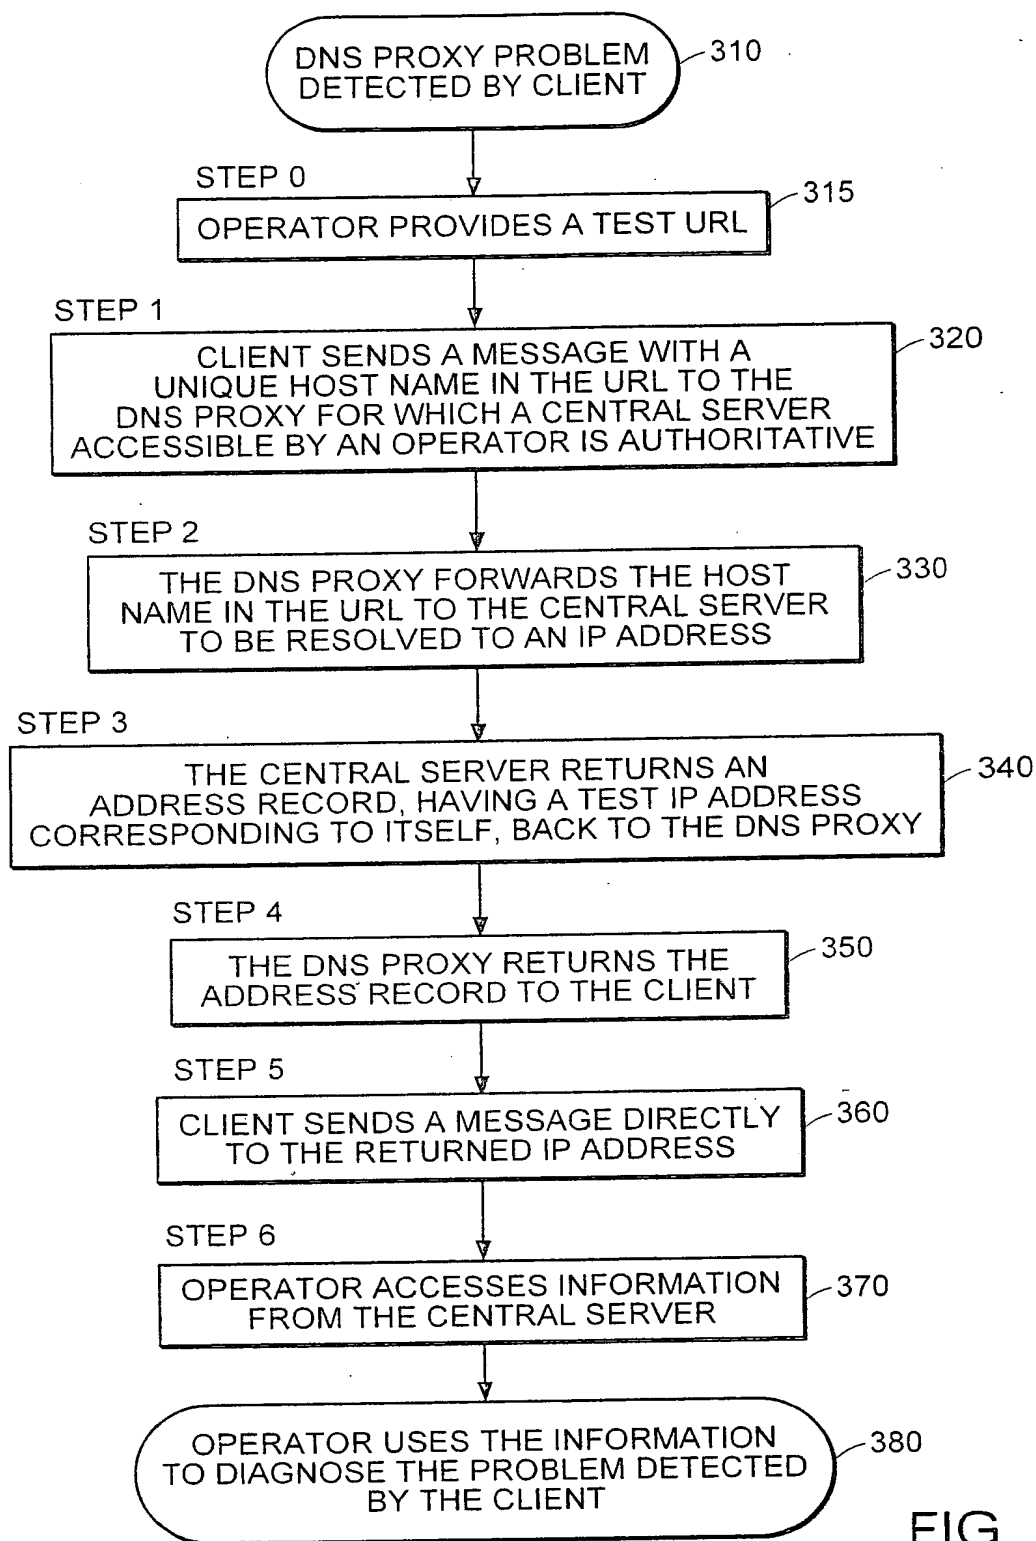 DNS PROXY PROBLEM
DETECTED BY CLIENT
310
STEP 0
315
OPERATOR PROVIDES A TEST URL
STEP 1
320
CLIENT SENDS A MESSAGE WITH A
UNIQUE HOST NAME IN THE URL TO THE
DNS PROXY FOR WHICH A CENTRAL SERVER
ACCESSIBLE BY AN OPERATOR IS AUTHORITATIVE
STEP 2
330
THE DNS PROXY FORWARDS THE HOST
NAME IN THE URL TO THE CENTRAL SERVER
TO BE RESOLVED TO AN IP ADDRESS
STEP 3
340
THE CENTRAL SERVER RETURNS AN
ADDRESS RECORD, HAVING A TEST IP ADDRESS
CORRESPONDING TO ITSELF, BACK TO THE DNS PROXY
STEP 4
350
THE DNS PROXY RETURNS THE
ADDRESS RECORD TO THE CLIENT
STEP 5
360
CLIENT SENDS A MESSAGE DIRECTLY
TO THE RETURNED IP ADDRESS
STEP 6
370
OPERATOR ACCESSES INFORMATION
FROM THE CENTRAL SERVER
380
OPERATOR USES THE INFORMATION
TO DIAGNOSE THE PROBLEM DETECTED
BY THE CLIENT
FIG